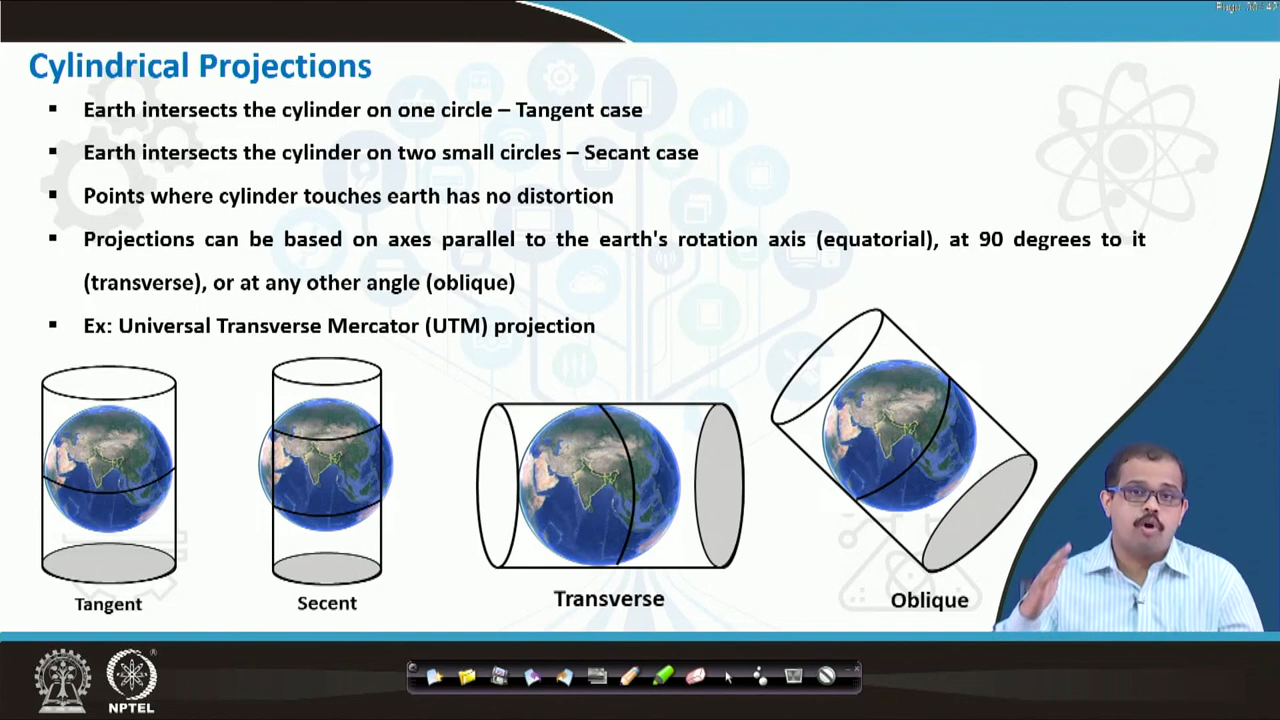 Cylindrical Projections
▪ Earth intersects the cylinder on one circle – Tangent case
▪ Earth intersects the cylinder on two small circles – Secant case
▪ Points where cylinder touches earth has no distortion
▪ Projections can be based on axes parallel to the earth's rotation axis (equatorial), at 90 degrees to it
(transverse), or at any other angle (oblique)
▪ Ex: Universal Transverse Mercator (UTM) projection
Tangent
Secent
Transverse
Oblique
NPTEL